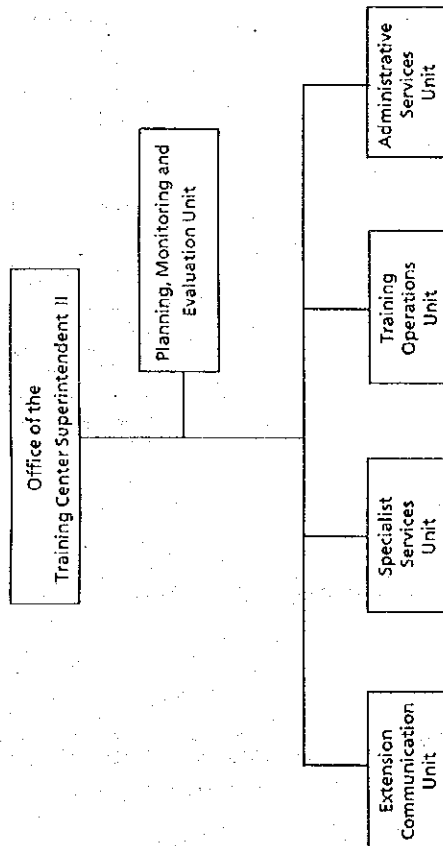 Office of the
Training Center Superintendent II
Planning, Monitoring and
Evaluation Unit
Extension
Communication
Unit
Specialist
Services
Unit
Training
Operations
Unit
Administrative
Services
Unit